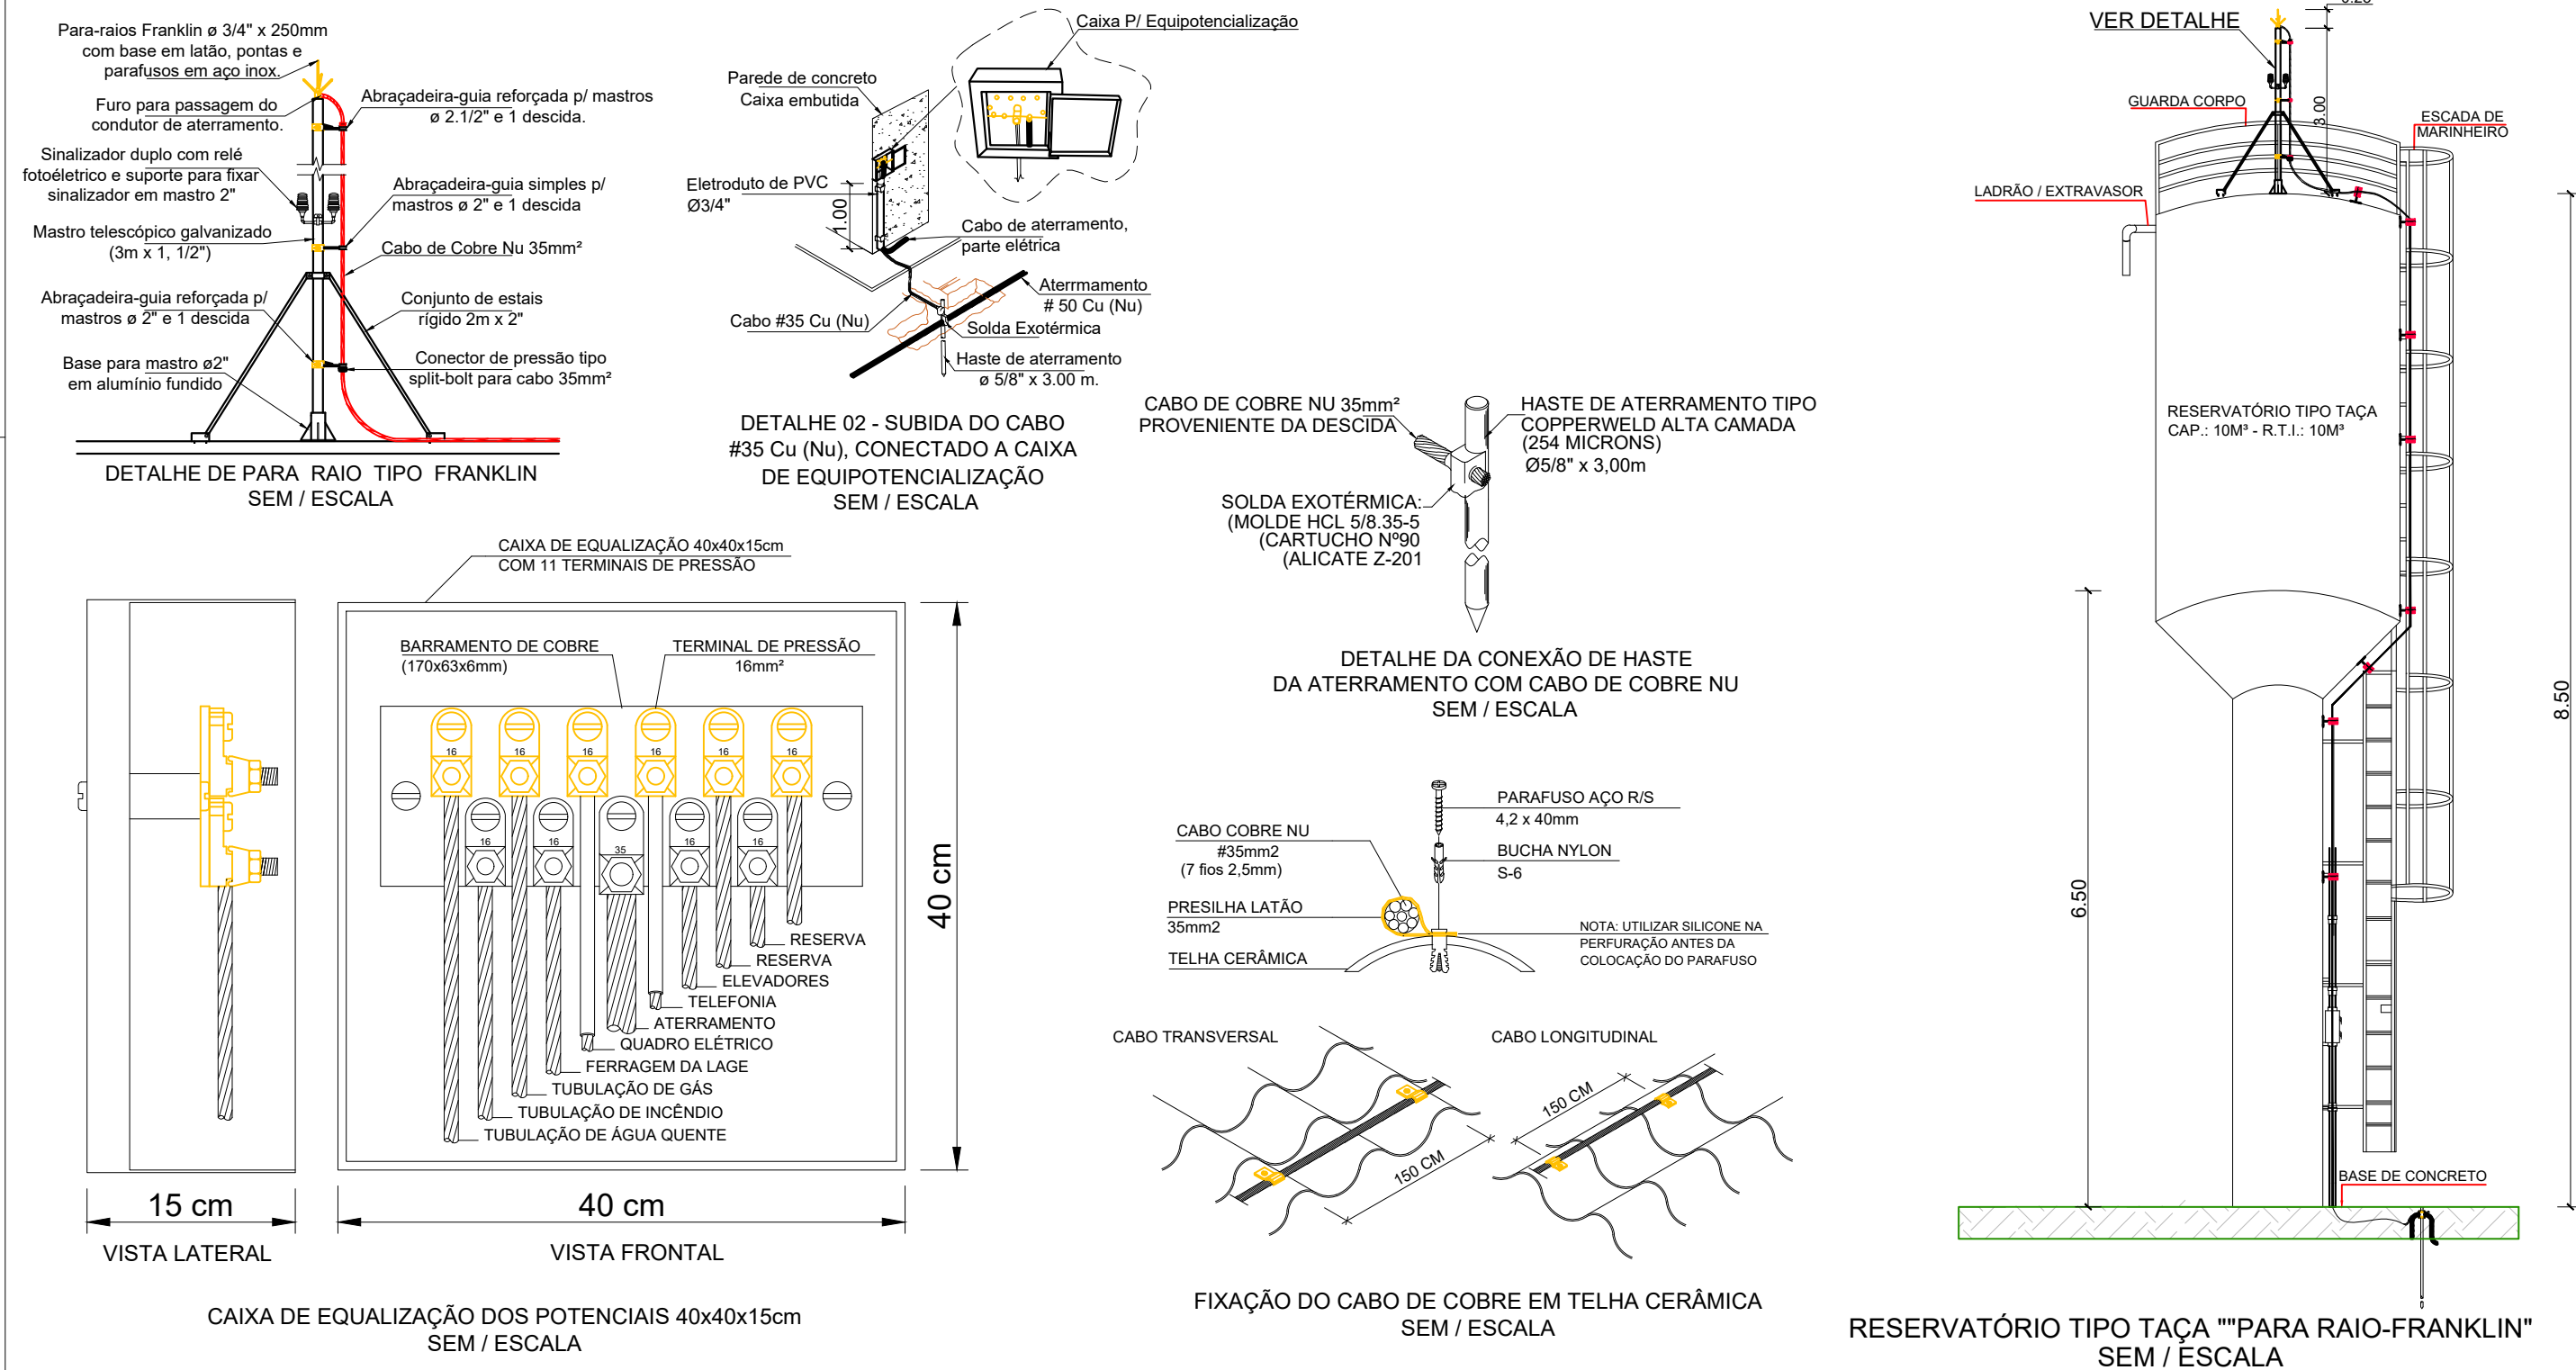 Para-raios Franklin ø 3/4" x 250mm
com base em latão, pontas e
parafusos em aço inox.
Furo para passagem do
condutor de aterramento.
Sinalizador duplo com relé
fotoéletrico e suporte para fixar
sinalizador em mastro 2"
Mastro telescópico galvanizado
(3m x 1, 1/2")
Abraçadeira-guia reforçada p/
mastros ø 2" e 1 descida
Base para mastro ø2"
em alumínio fundido
Abraçadeira-guia reforçada p/ mastros
ø 2.1/2" e 1 descida.
Abraçadeira-guia simples p/
mastros ø 2" e 1 descida
Cabo de Cobre Nu 35mm²
Conjunto de estais
rígido 2m x 2"
Conector de pressão tipo
split-bolt para cabo 35mm²
DETALHE DE PARA RAIO TIPO FRANKLIN
SEM / ESCALA
Caixa P/ Equipotencialização
Parede de concreto
Caixa embutida
Eletroduto de PVC
Ø3/4"
1.00
Cabo de aterramento,
parte elétrica
Aterrmamento
# 50 Cu (Nu)
Cabo #35 Cu (Nu)
Solda Exotérmica
Haste de aterramento
ø 5/8" x 3.00 m.
DETALHE 02 - SUBIDA DO CABO
#35 Cu (Nu), CONECTADO A CAIXA
DE EQUIPOTENCIALIZAÇÃO
SEM / ESCALA
CABO DE COBRE NU 35mm²
PROVENIENTE DA DESCIDA
HASTE DE ATERRAMENTO TIPO
COPPERWELD ALTA CAMADA
(254 MICRONS)
Ø5/8" x 3,00m
SOLDA EXOTÉRMICA:
(MOLDE HCL 5/8.35-5
(CARTUCHO Nº90
(ALICATE Z-201
DETALHE DA CONEXÃO DE HASTE
DA ATERRAMENTO COM CABO DE COBRE NU
SEM / ESCALA
CAIXA DE EQUALIZAÇÃO 40x40x15cm
COM 11 TERMINAIS DE PRESSÃO
BARRAMENTO DE COBRE
(170x63x6mm)
TERMINAL DE PRESSÃO
16mm²
16
16
16
16
16
16
16
16
35
16
16
RESERVA
RESERVA
ELEVADORES
TELEFONIA
ATERRAMENTO
QUADRO ELÉTRICO
FERRAGEM DA LAGE
TUBULAÇÃO DE GÁS
TUBULAÇÃO DE INCÊNDIO
TUBULAÇÃO DE ÁGUA QUENTE
40 cm
15 cm
40 cm
VISTA LATERAL
VISTA FRONTAL
CAIXA DE EQUALIZAÇÃO DOS POTENCIAIS 40x40x15cm
SEM / ESCALA
PARAFUSO AÇO R/S
4,2 x 40mm
BUCHA NYLON
S-6
CABO COBRE NU
#35mm2
(7 fios 2,5mm)
PRESILHA LATÃO
35mm2
TELHA CERÂMICA
NOTA: UTILIZAR SILICONE NA
PERFURAÇÃO ANTES DA
COLOCAÇÃO DO PARAFUSO
CABO TRANSVERSAL
150 CM
CABO LONGITUDINAL
150 CM
FIXAÇÃO DO CABO DE COBRE EM TELHA CERÂMICA
SEM / ESCALA
VER DETALHE
3.00
GUARDA CORPO
ESCADA DE
MARINHEIRO
LADRÃO / EXTRAVASOR
RESERVATÓRIO TIPO TAÇA
CAP.: 10M³ - R.T.I.: 10M³
6.50
8.50
BASE DE CONCRETO
RESERVATÓRIO TIPO TAÇA ""PARA RAIO-FRANKLIN"
SEM / ESCALA